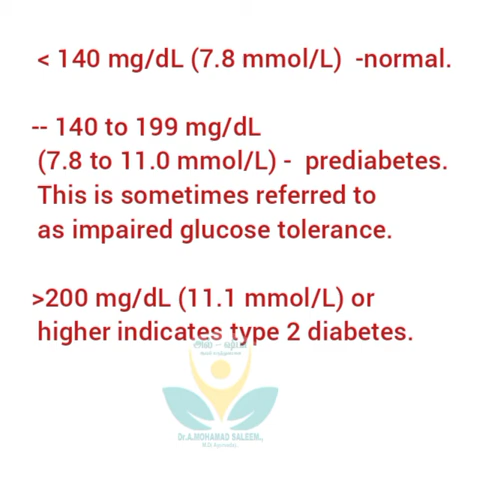 < 140 mg/dL (7.8 mmol/L)  -normal.
-- 140 to 199 mg/dL
(7.8 to 11.0 mmol/L) -  prediabetes.
This is sometimes referred to
as impaired glucose tolerance.
>200 mg/dL (11.1 mmol/L) or
higher indicates type 2 diabetes.
Dr.A.MOHAMAD SALEEM.,